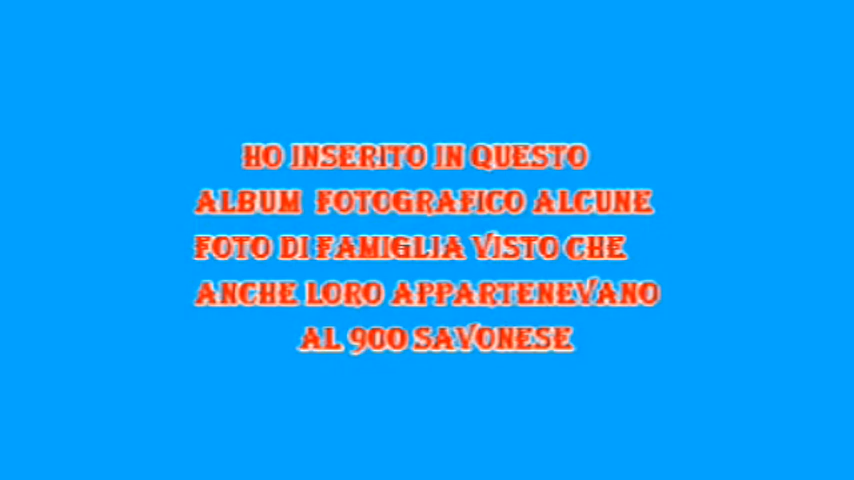 HO INSERITO IN QUESTO
ALBUM FOTOGRAFICO ALCUNE
FOTO DI FAMIGLIA VISTO CHE
ANCHE LORO APPARTENEVANO
AL 900 SAVONESE